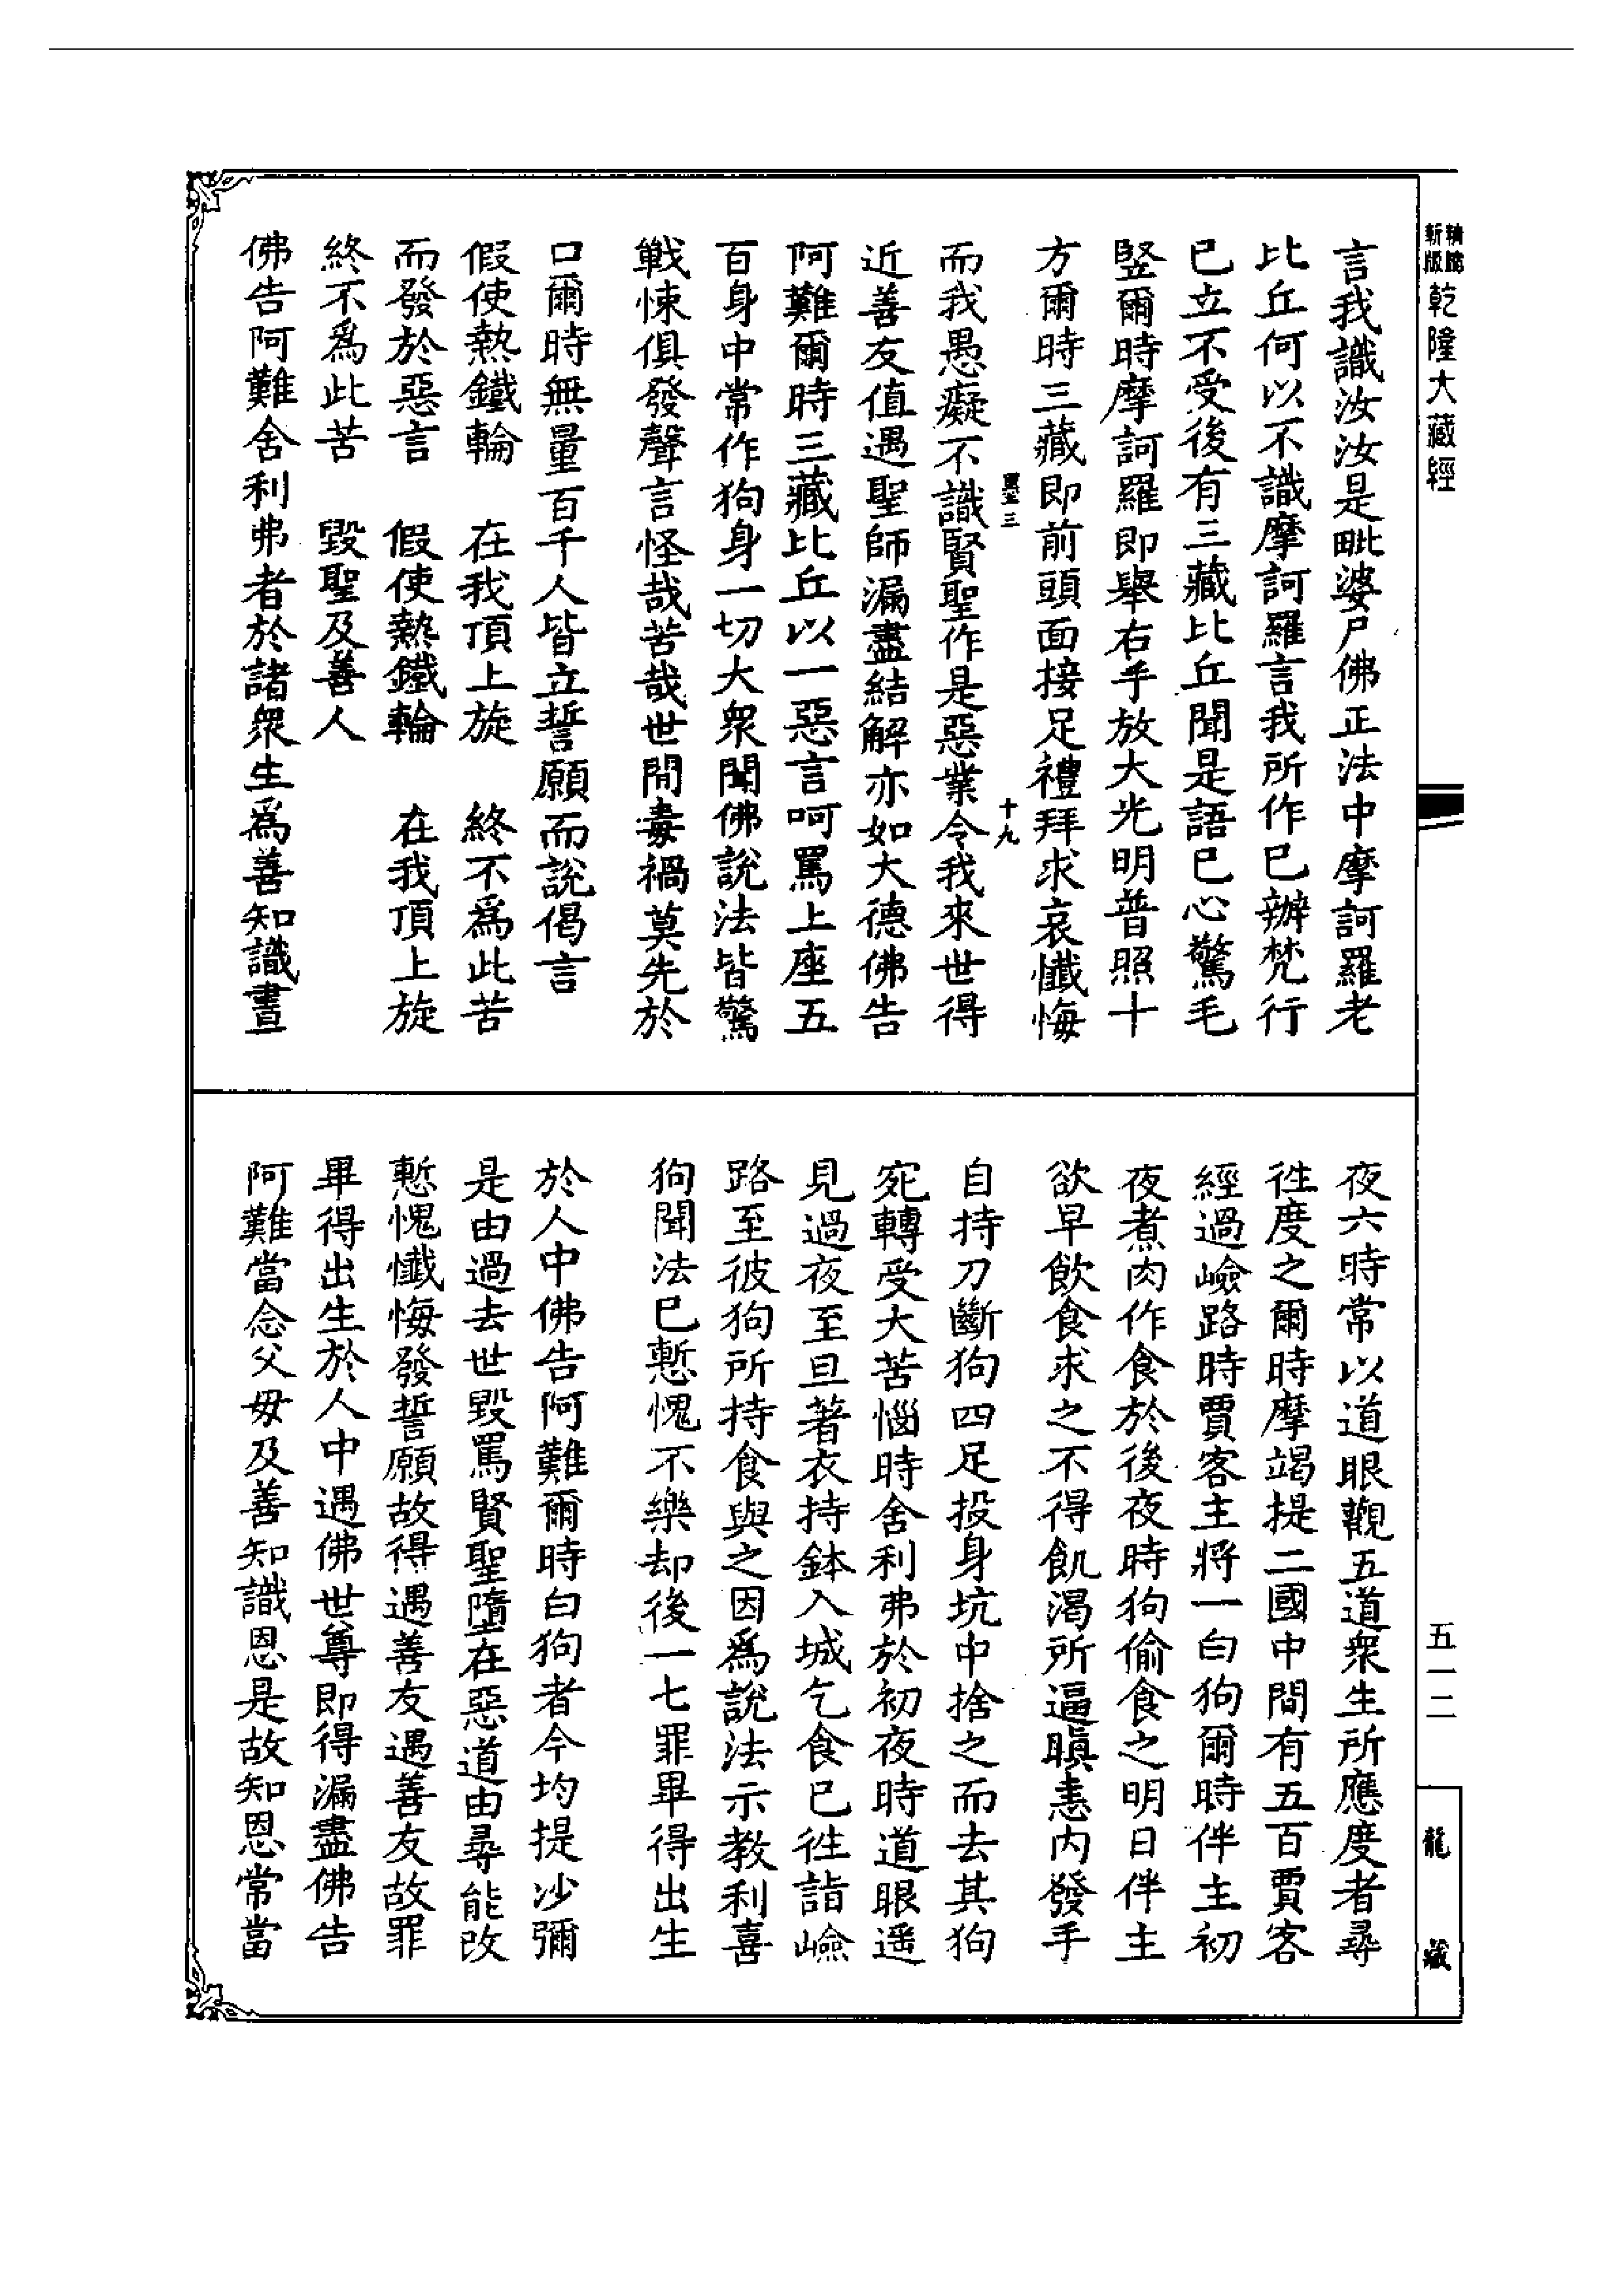 乾隆大藏經
言我識汝汝是毗婆尸佛正法中摩訶羅老
比丘何以不識摩訶羅言我所作已辦梵行
已立不受後有三藏比丘聞是語已心驚毛
豎爾時摩訶羅即舉右手放大光明普照十
方爾時三藏即前頭面接足禮拜求哀懺悔
十九
而我愚癡不識賢聖作是惡業令我來世得
近善友值遇聖師漏盡結解亦如大德佛告
阿難爾時三藏比丘以一惡言呵罵上座五
百身中常作狗身一切大衆聞佛說法皆驚
戰悚俱發聲言怪哉苦哉世間毒禍莫先於
口爾時無量百千人皆立誓願而說偈言
假使熱鐵輪　在我頂上旋　終不爲此苦
而發於惡言　假使熱鐵輪　在我頂上旋
終不爲此苦　毀聖及善人
佛告阿難舍利弗者於諸衆生爲善知識晝
夜六時常以道眼觀五道衆生所應度者尋
徃度之爾時摩竭提二國中間有五百賈客
經過嶮路時賈客主將一白狗爾時伴主初
夜煮肉作食於後夜時狗偷食之明日伴主
欲早飲食求之不得飢渴所逼瞋恚内發手
自持刀斷狗四足投身坑中捨之而去其狗
宛轉受大苦惱時舍利弗於初夜時道眼遥
見過夜至旦著衣持鉢入城乞食已徃詣嶮
路至彼狗所持食與之因爲說法示教利喜
狗聞法已慙愧不樂却後一七罪畢得出生
於人中佛告阿難爾時白狗者今均提沙彌
是由過去世毀罵賢聖墮在惡道由尋能改
慙愧懺悔發誓願故得遇善友遇善友故罪
畢得出生於人中遇佛世尊即得漏盡佛告
阿難當念父毋及善知識恩是故知恩常當
五一二
龍藏